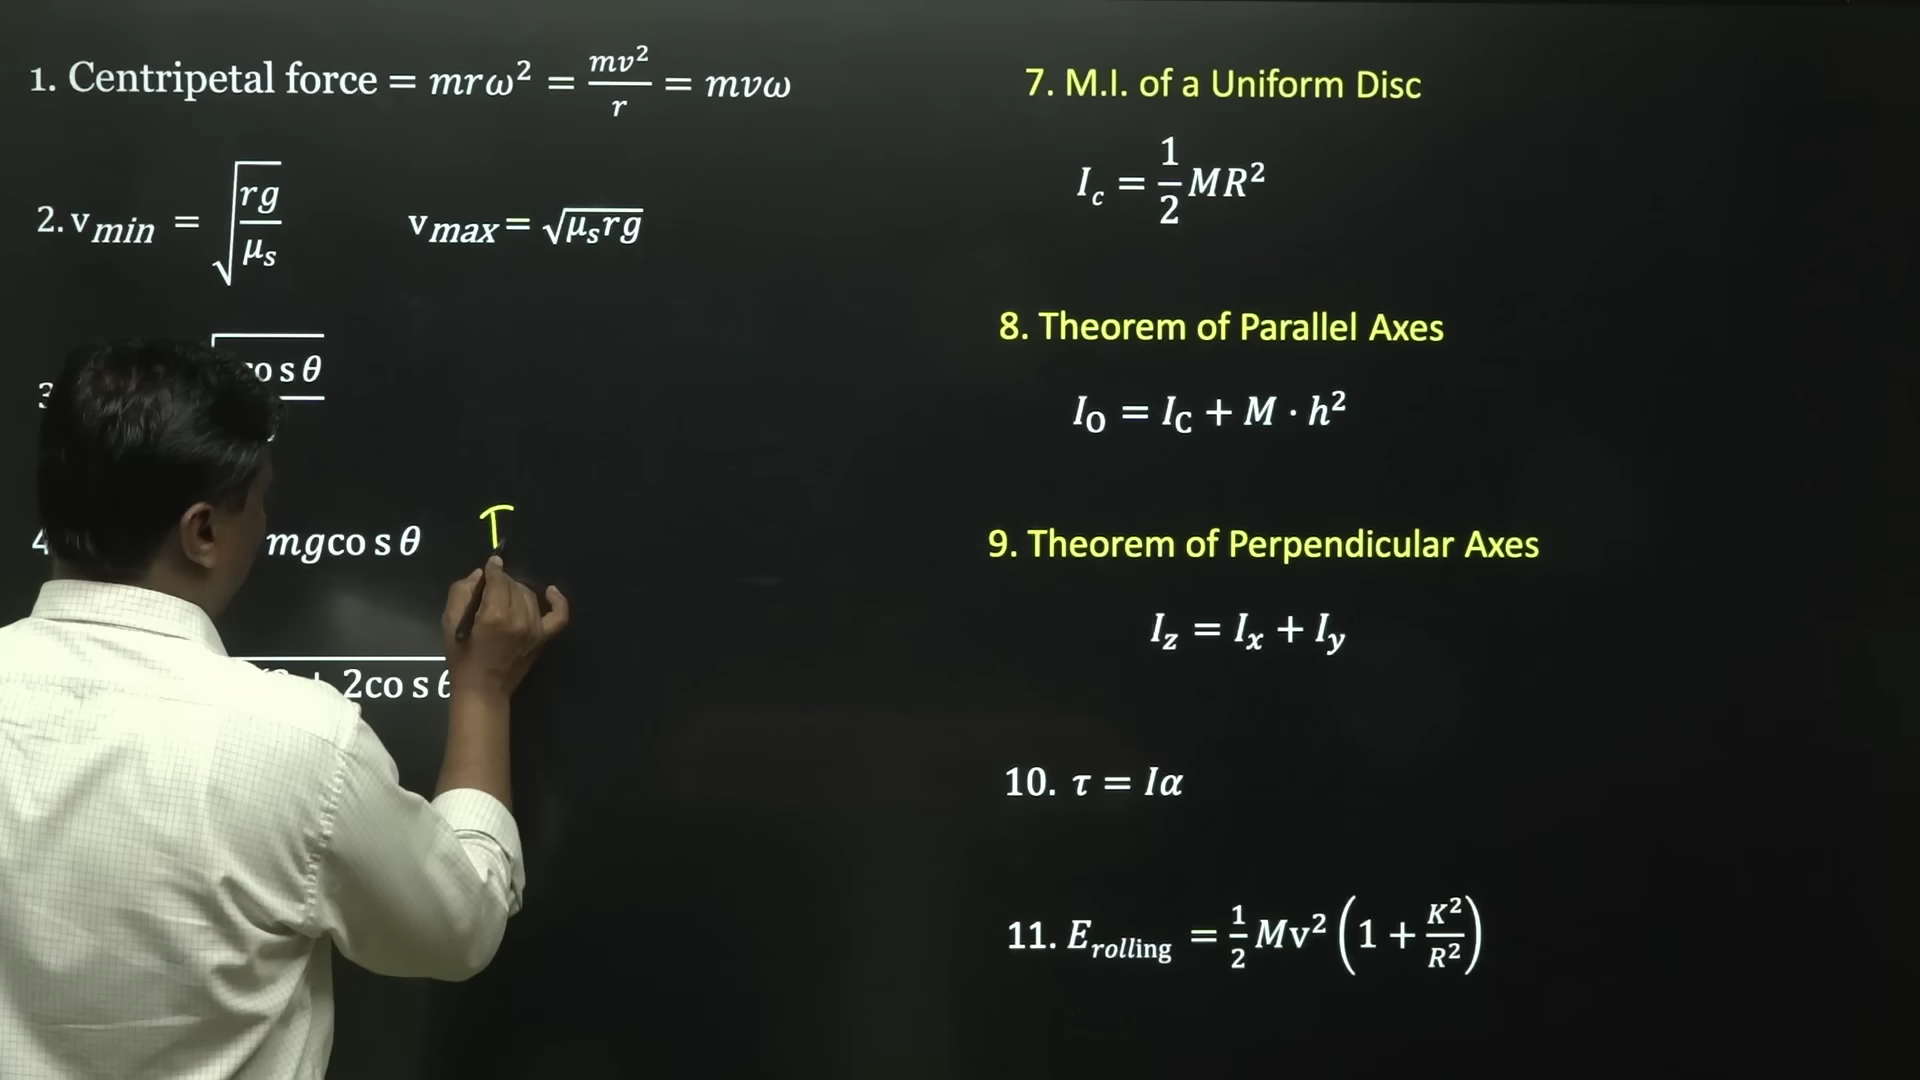 1. Centripetal force = mrω² = mv²/r = mvω
2. v_min = √(rg/μ_s) v_max = √(μ_s rg)
cos θ
mgcos θ T
+ 2cos θ
7. M.I. of a Uniform Disc
I_c = 1/2 MR²
8. Theorem of Parallel Axes
I_O = I_C + M · h²
9. Theorem of Perpendicular Axes
I_z = I_x + I_y
10. τ = Iα
11. E_rolling = 1/2 Mv² (1 + K²/R²)